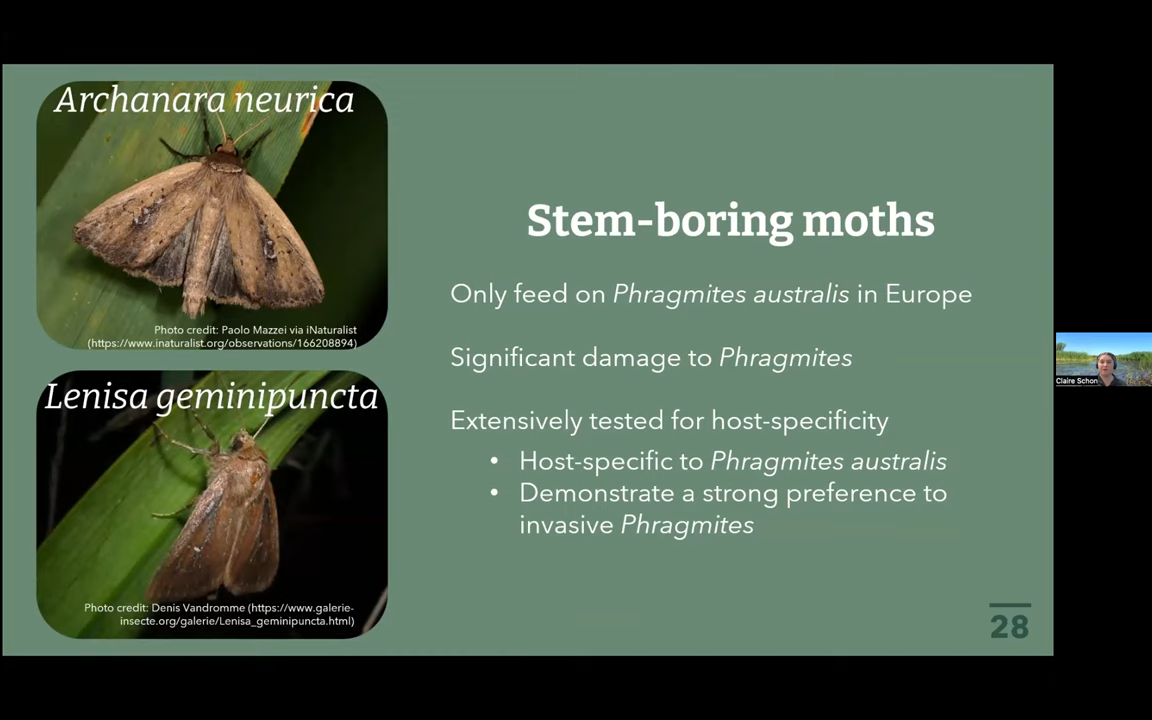 Archanara neurica
Photo credit: Paolo Mazzei via iNaturalist
(https://www.inaturalist.org/observations/166208894)
Lenisa geminipuncta
Photo credit: Denis Vandromme (https://www.galerie-
insecte.org/galerie/Lenisa_geminipuncta.html)
Stem-boring moths
Only feed on Phragmites australis in Europe
Significant damage to Phragmites
Extensively tested for host-specificity
• Host-specific to Phragmites australis
• Demonstrate a strong preference to
invasive Phragmites
28
Claire Schon